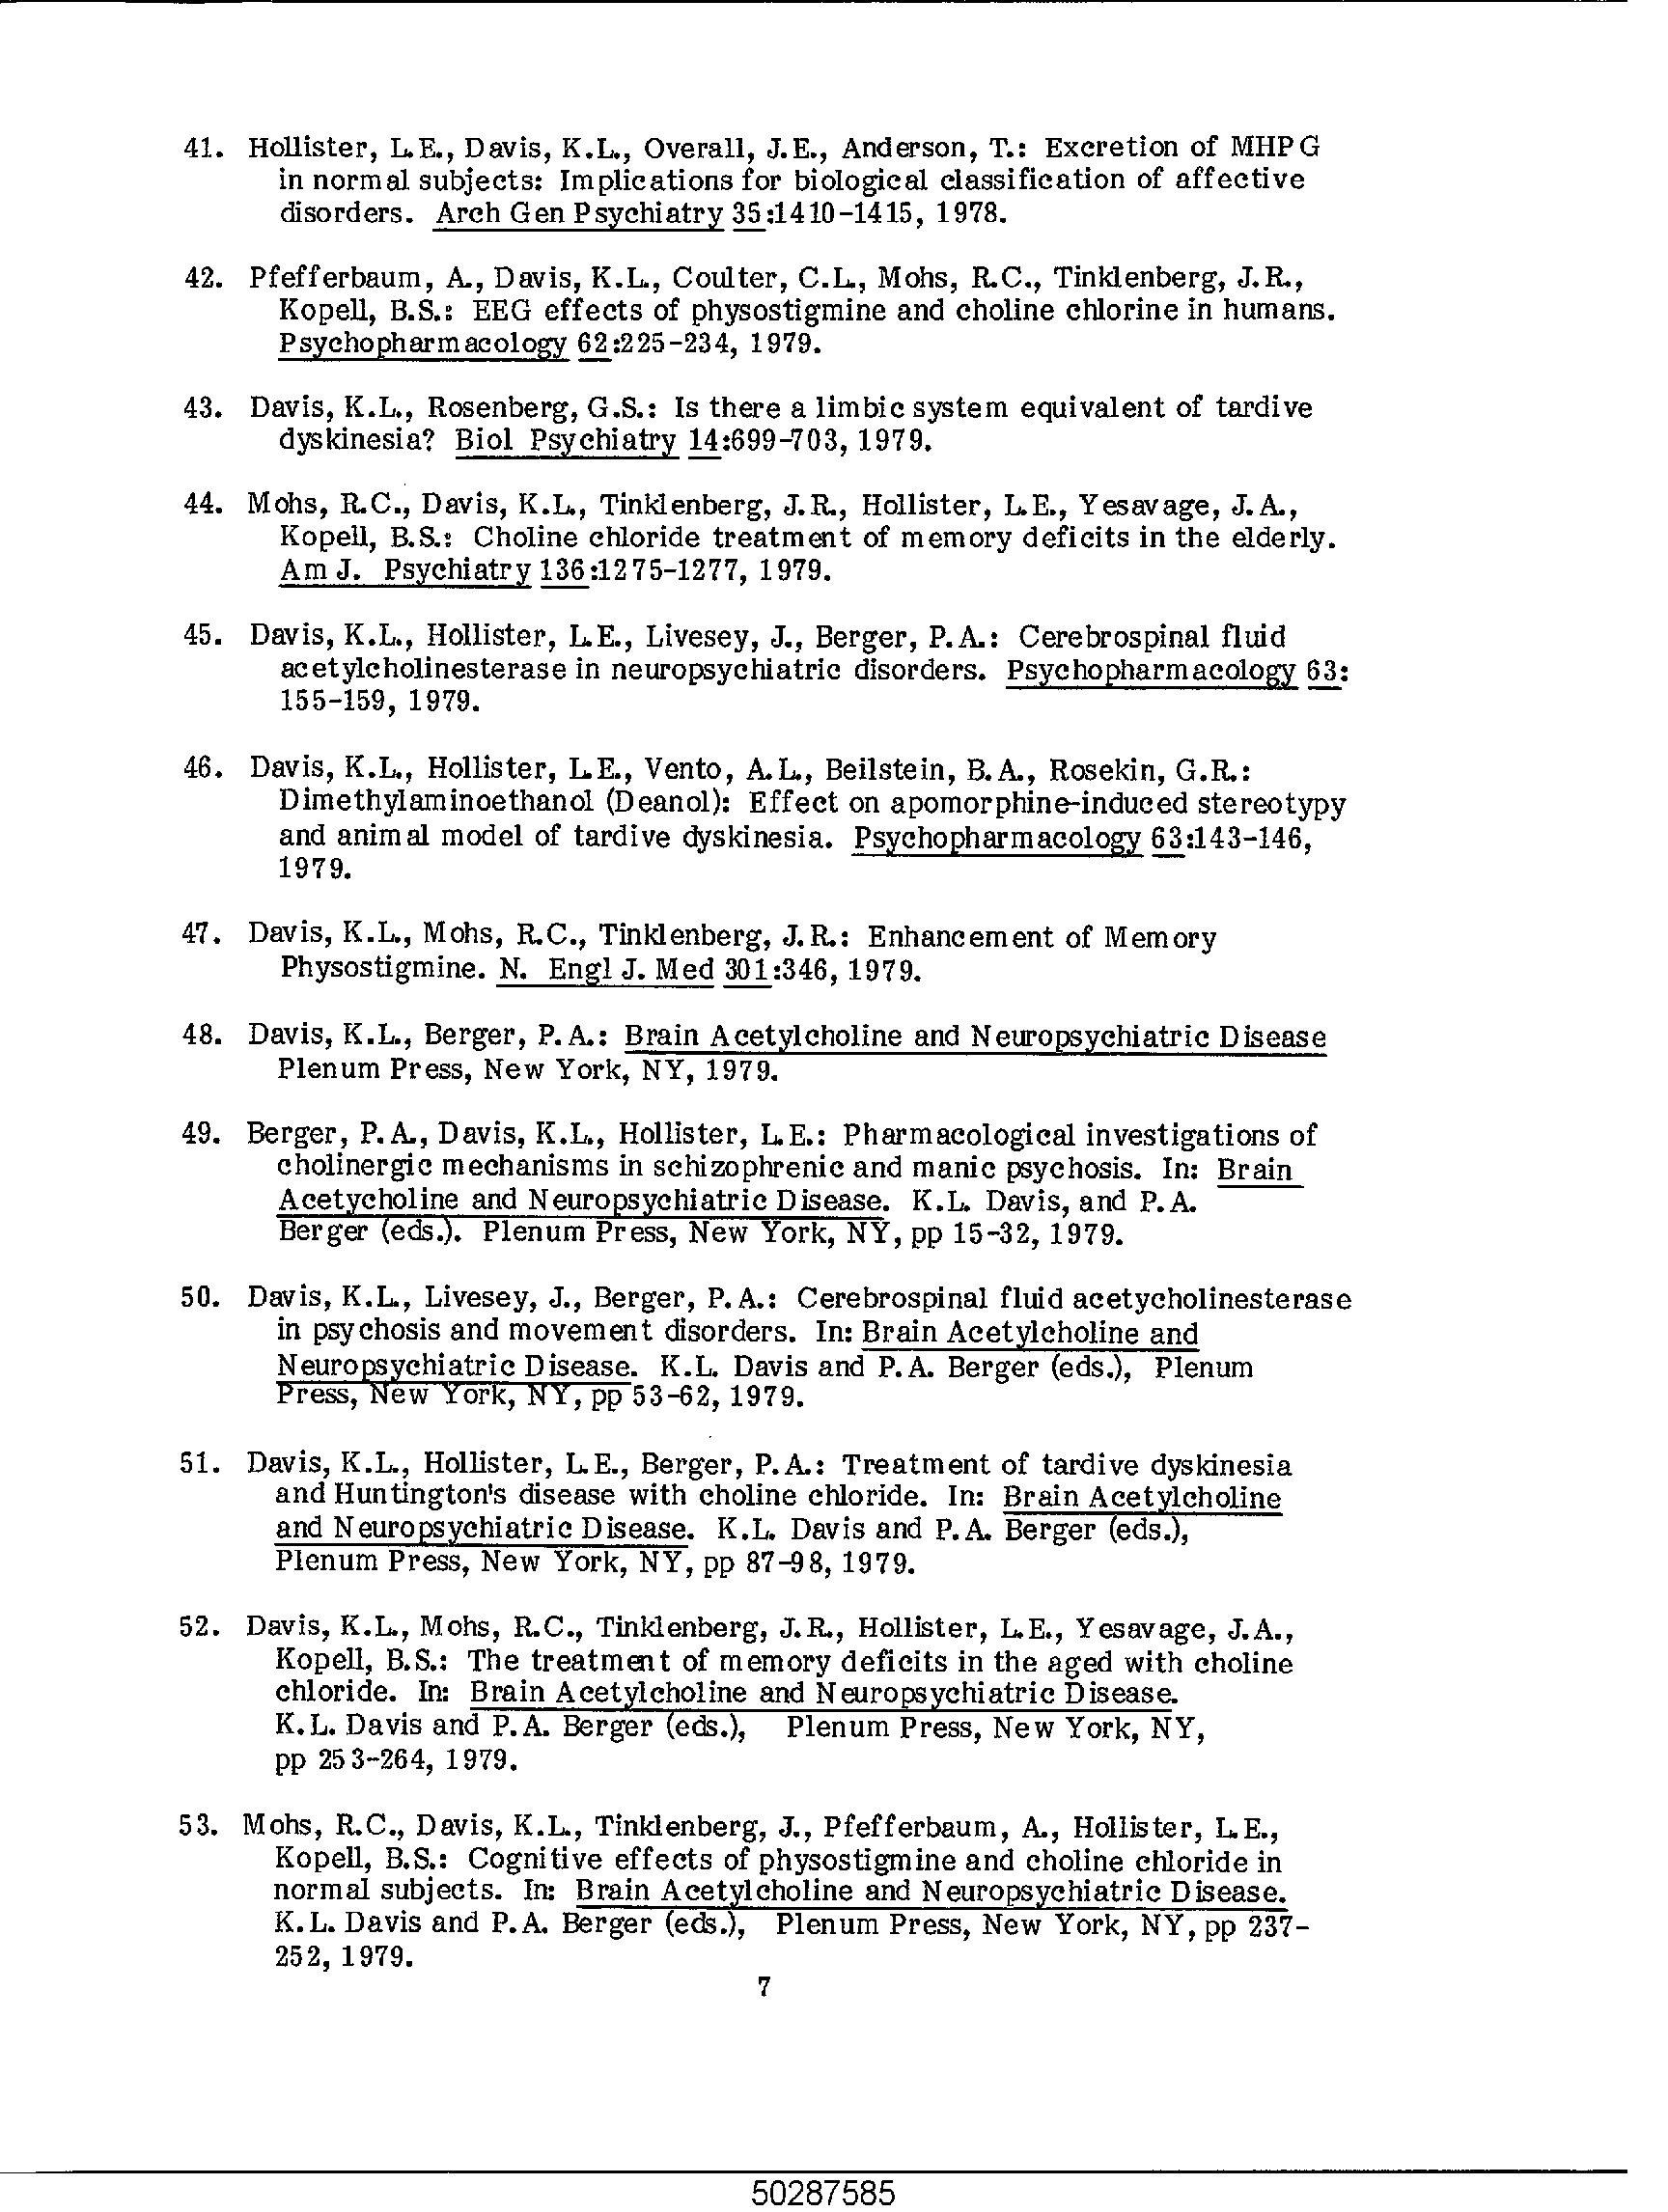 41. Hollister, L.E., Davis, K.L., Overall, J.E., Anderson, T.: Excretion of MHPG
in normal subjects: Implications for biological classification of affective
disorders. Arch Gen Psychiatry 35:1410-1415, 1978.
42. Pfefferbaum, A., Davis, K.L., Coulter, C.L., Mohs, R.C., Tinklenberg, J.R.,
Kopell, B.S.: EEG effects of physostigmine and choline chlorine in humans.
Psychopharmacology 62:225-234, 1979.
43. Davis, K.L., Rosenberg, G.S.: Is there a limbic system equivalent of tardive
dyskinesia? Biol Psychiatry 14:699-703, 1979.
44. Mohs, R.C., Davis, K.L., Tinklenberg, J.R., Hollister, L.E., Yesavage, J.A.,
Kopell, B.S.: Choline chloride treatment of memory deficits in the elderly.
Am J. Psychiatry 136:1275-1277, 1979.
45. Davis, K.L., Hollister, L.E., Livesey, J., Berger, P.A.: Cerebrospinal fluid
acetylcholinesterase in neuropsychiatric disorders. Psychopharmacology 63:
155-159, 1979.
46. Davis, K.L., Hollister, L.E., Vento, A.L., Beilstein, B.A., Rosekin, G.R.:
Dimethylaminoethanol (Deanol): Effect on apomorphine-induced stereotypy
and animal model of tardive dyskinesia. Psychopharmacology 63:143-146,
1979.
47. Davis, K.L., Mohs, R.C., Tinklenberg, J.R.: Enhancement of Memory
Physostigmine. N. Engl J. Med 301:346, 1979.
48. Davis, K.L., Berger, P.A.: Brain Acetylcholine and Neuropsychiatric Disease
Plenum Press, New York, NY, 1979.
49. Berger, P.A., Davis, K.L., Hollister, L.E.: Pharmacological investigations of
cholinergic mechanisms in schizophrenic and manic psychosis. In: Brain
Acetycholine and Neuropsychiatric Disease. K.L. Davis, and P.A.
Berger (eds.). Plenum Press, New York, NY, pp 15-32, 1979.
50. Davis, K.L., Livesey, J., Berger, P.A.: Cerebrospinal fluid acetycholinesterase
in psychosis and movement disorders. In: Brain Acetylcholine and
Neuropsychiatric Disease. K.L. Davis and P.A. Berger (eds.), Plenum
Press, New York, NY, pp 53-62, 1979.
51. Davis, K.L., Hollister, L.E., Berger, P.A.: Treatment of tardive dyskinesia
and Huntington's disease with choline chloride. In: Brain Acetylcholine
and Neuropsychiatric Disease. K.L. Davis and P.A. Berger (eds.),
Plenum Press, New York, NY, pp 87-98, 1979.
52. Davis, K.L., Mohs, R.C., Tinklenberg, J.R., Hollister, L.E., Yesavage, J.A.,
Kopell, B.S.: The treatment of memory deficits in the aged with choline
chloride. In: Brain Acetylcholine and Neuropsychiatric Disease.
K.L. Davis and P.A. Berger (eds.), Plenum Press, New York, NY,
pp 253-264, 1979.
53. Mohs, R.C., Davis, K.L., Tinklenberg, J., Pfefferbaum, A., Hollister, L.E.,
Kopell, B.S.: Cognitive effects of physostigmine and choline chloride in
normal subjects. In: Brain Acetylcholine and Neuropsychiatric Disease.
K.L. Davis and P.A. Berger (eds.), Plenum Press, New York, NY, pp 237-
252, 1979.
7
50287585